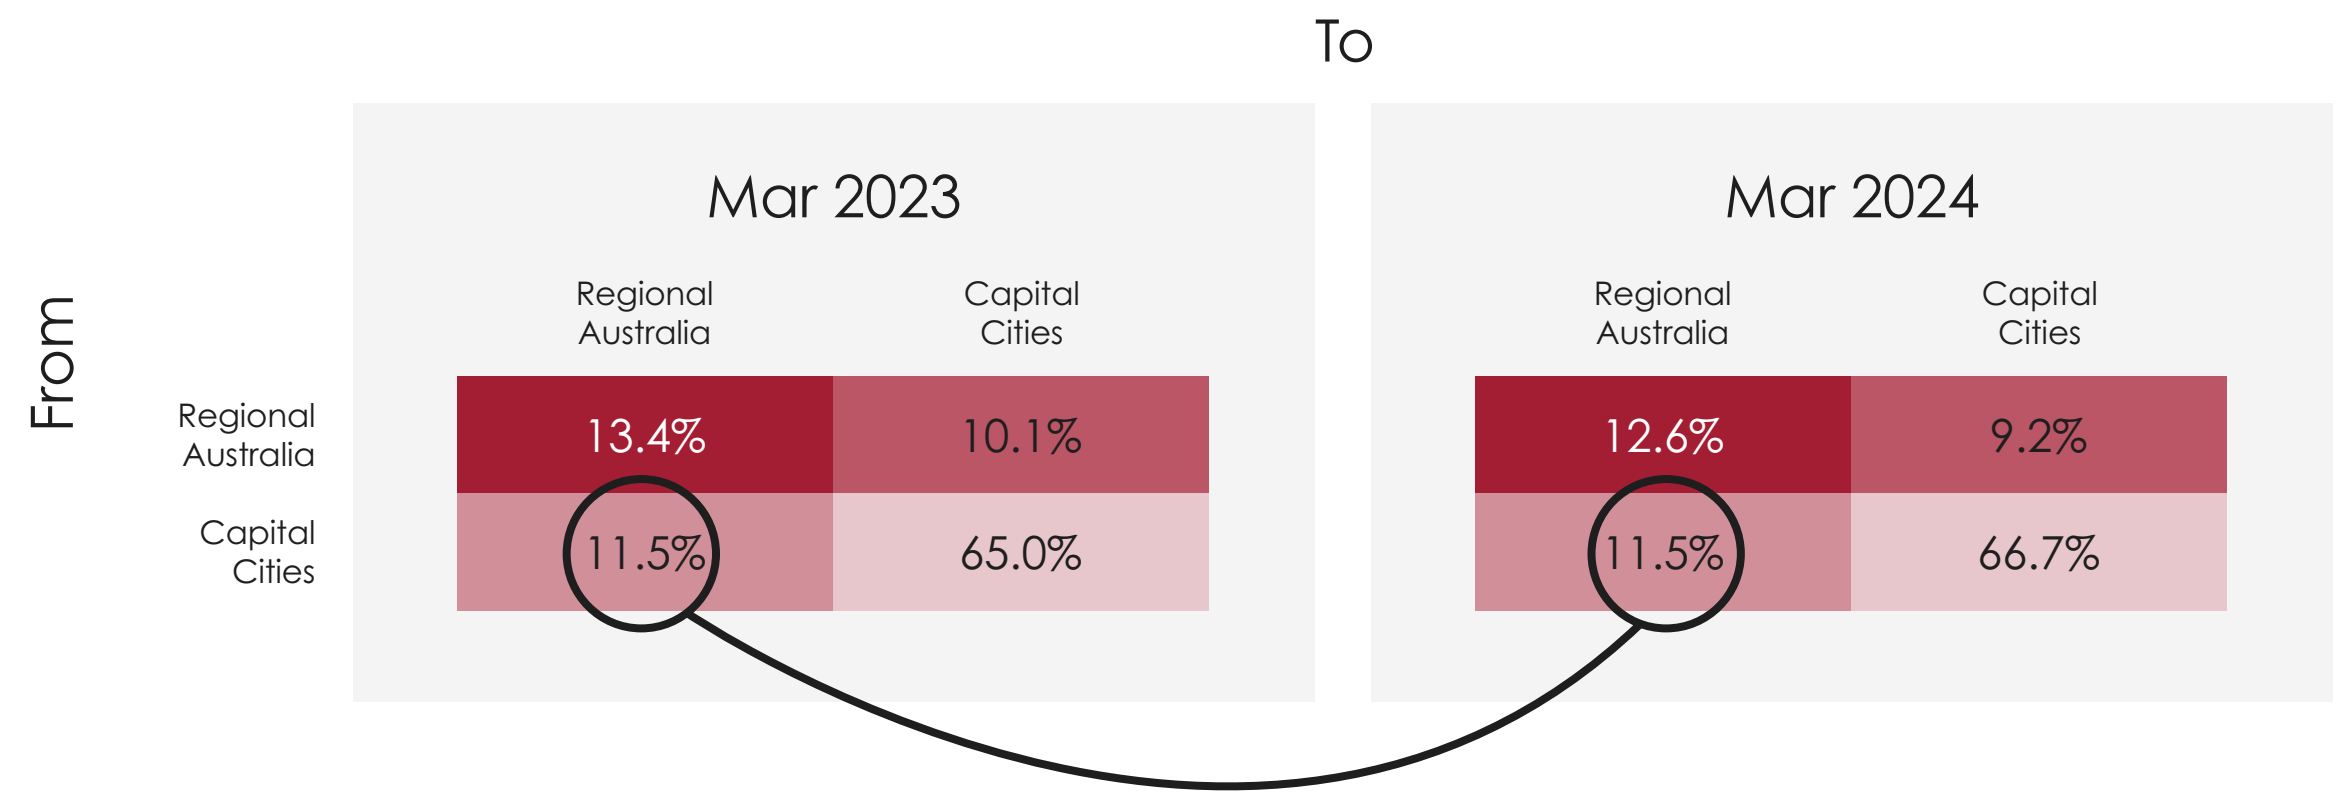 To
From
Mar 2023
Regional
Australia
Capital
Cities
Regional
Australia
13.4%
10.1%
Capital
Cities
11.5%
65.0%
Mar 2024
Regional
Australia
Capital
Cities
12.6%
9.2%
11.5%
66.7%